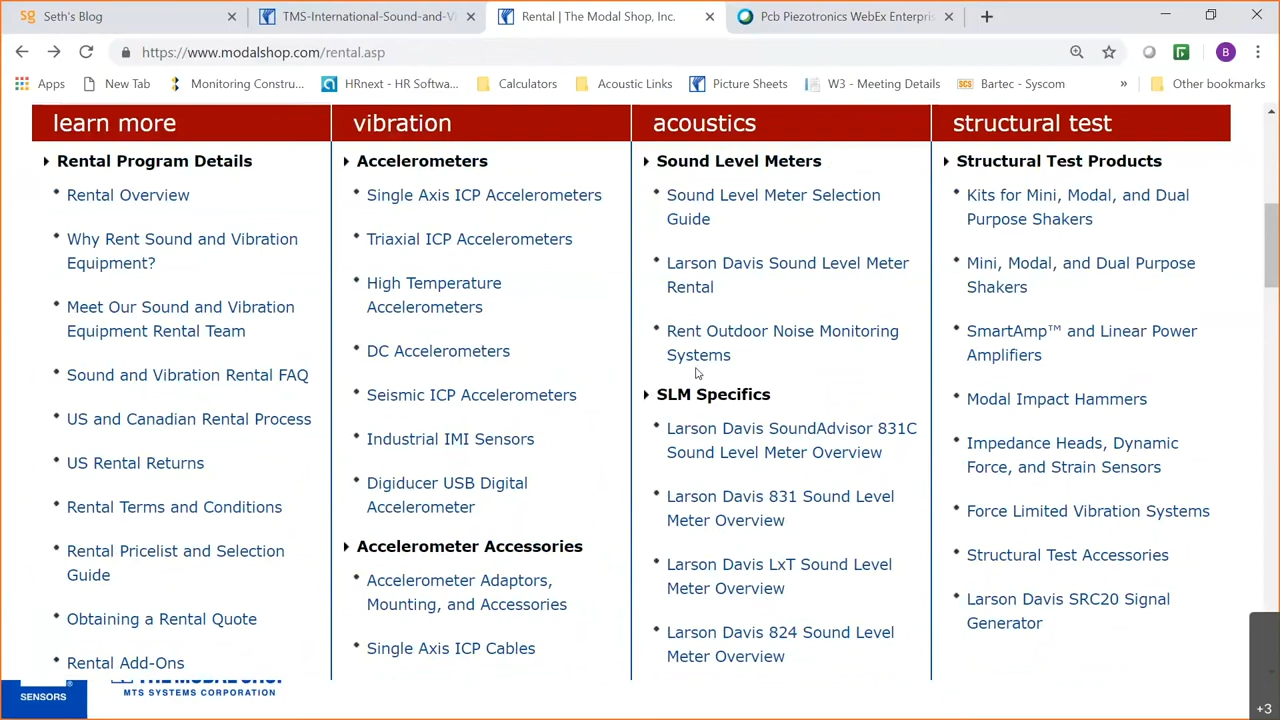 Seth's Blog
TMS-International-Sound-and-Vi
Rental | The Modal Shop, Inc.
Pcb Piezotronics WebEx Enterpris
https://www.modalshop.com/rental.asp
B
Apps
New Tab
Monitoring Constru...
HRnext - HR Softwa...
Calculators
Acoustic Links
Picture Sheets
W3 - Meeting Details
SCS
Bartec - Syscom
»
Other bookmarks
learn more
Rental Program Details
Rental Overview
Why Rent Sound and Vibration
Equipment?
Meet Our Sound and Vibration
Equipment Rental Team
Sound and Vibration Rental FAQ
US and Canadian Rental Process
US Rental Returns
Rental Terms and Conditions
Rental Pricelist and Selection
Guide
Obtaining a Rental Quote
Rental Add-Ons
vibration
Accelerometers
Single Axis ICP Accelerometers
Triaxial ICP Accelerometers
High Temperature
Accelerometers
DC Accelerometers
Seismic ICP Accelerometers
Industrial IMI Sensors
Digiducer USB Digital
Accelerometer
Accelerometer Accessories
Accelerometer Adaptors,
Mounting, and Accessories
Single Axis ICP Cables
acoustics
Sound Level Meters
Sound Level Meter Selection
Guide
Larson Davis Sound Level Meter
Rental
Rent Outdoor Noise Monitoring
Systems
SLM Specifics
Larson Davis SoundAdvisor 831C
Sound Level Meter Overview
Larson Davis 831 Sound Level
Meter Overview
Larson Davis LxT Sound Level
Meter Overview
Larson Davis 824 Sound Level
Meter Overview
structural test
Structural Test Products
Kits for Mini, Modal, and Dual
Purpose Shakers
Mini, Modal, and Dual Purpose
Shakers
SmartAmp™ and Linear Power
Amplifiers
Modal Impact Hammers
Impedance Heads, Dynamic
Force, and Strain Sensors
Force Limited Vibration Systems
Structural Test Accessories
Larson Davis SRC20 Signal
Generator
SENSORS
®
THE MODAL SHOP
MTS SYSTEMS CORPORATION
+3